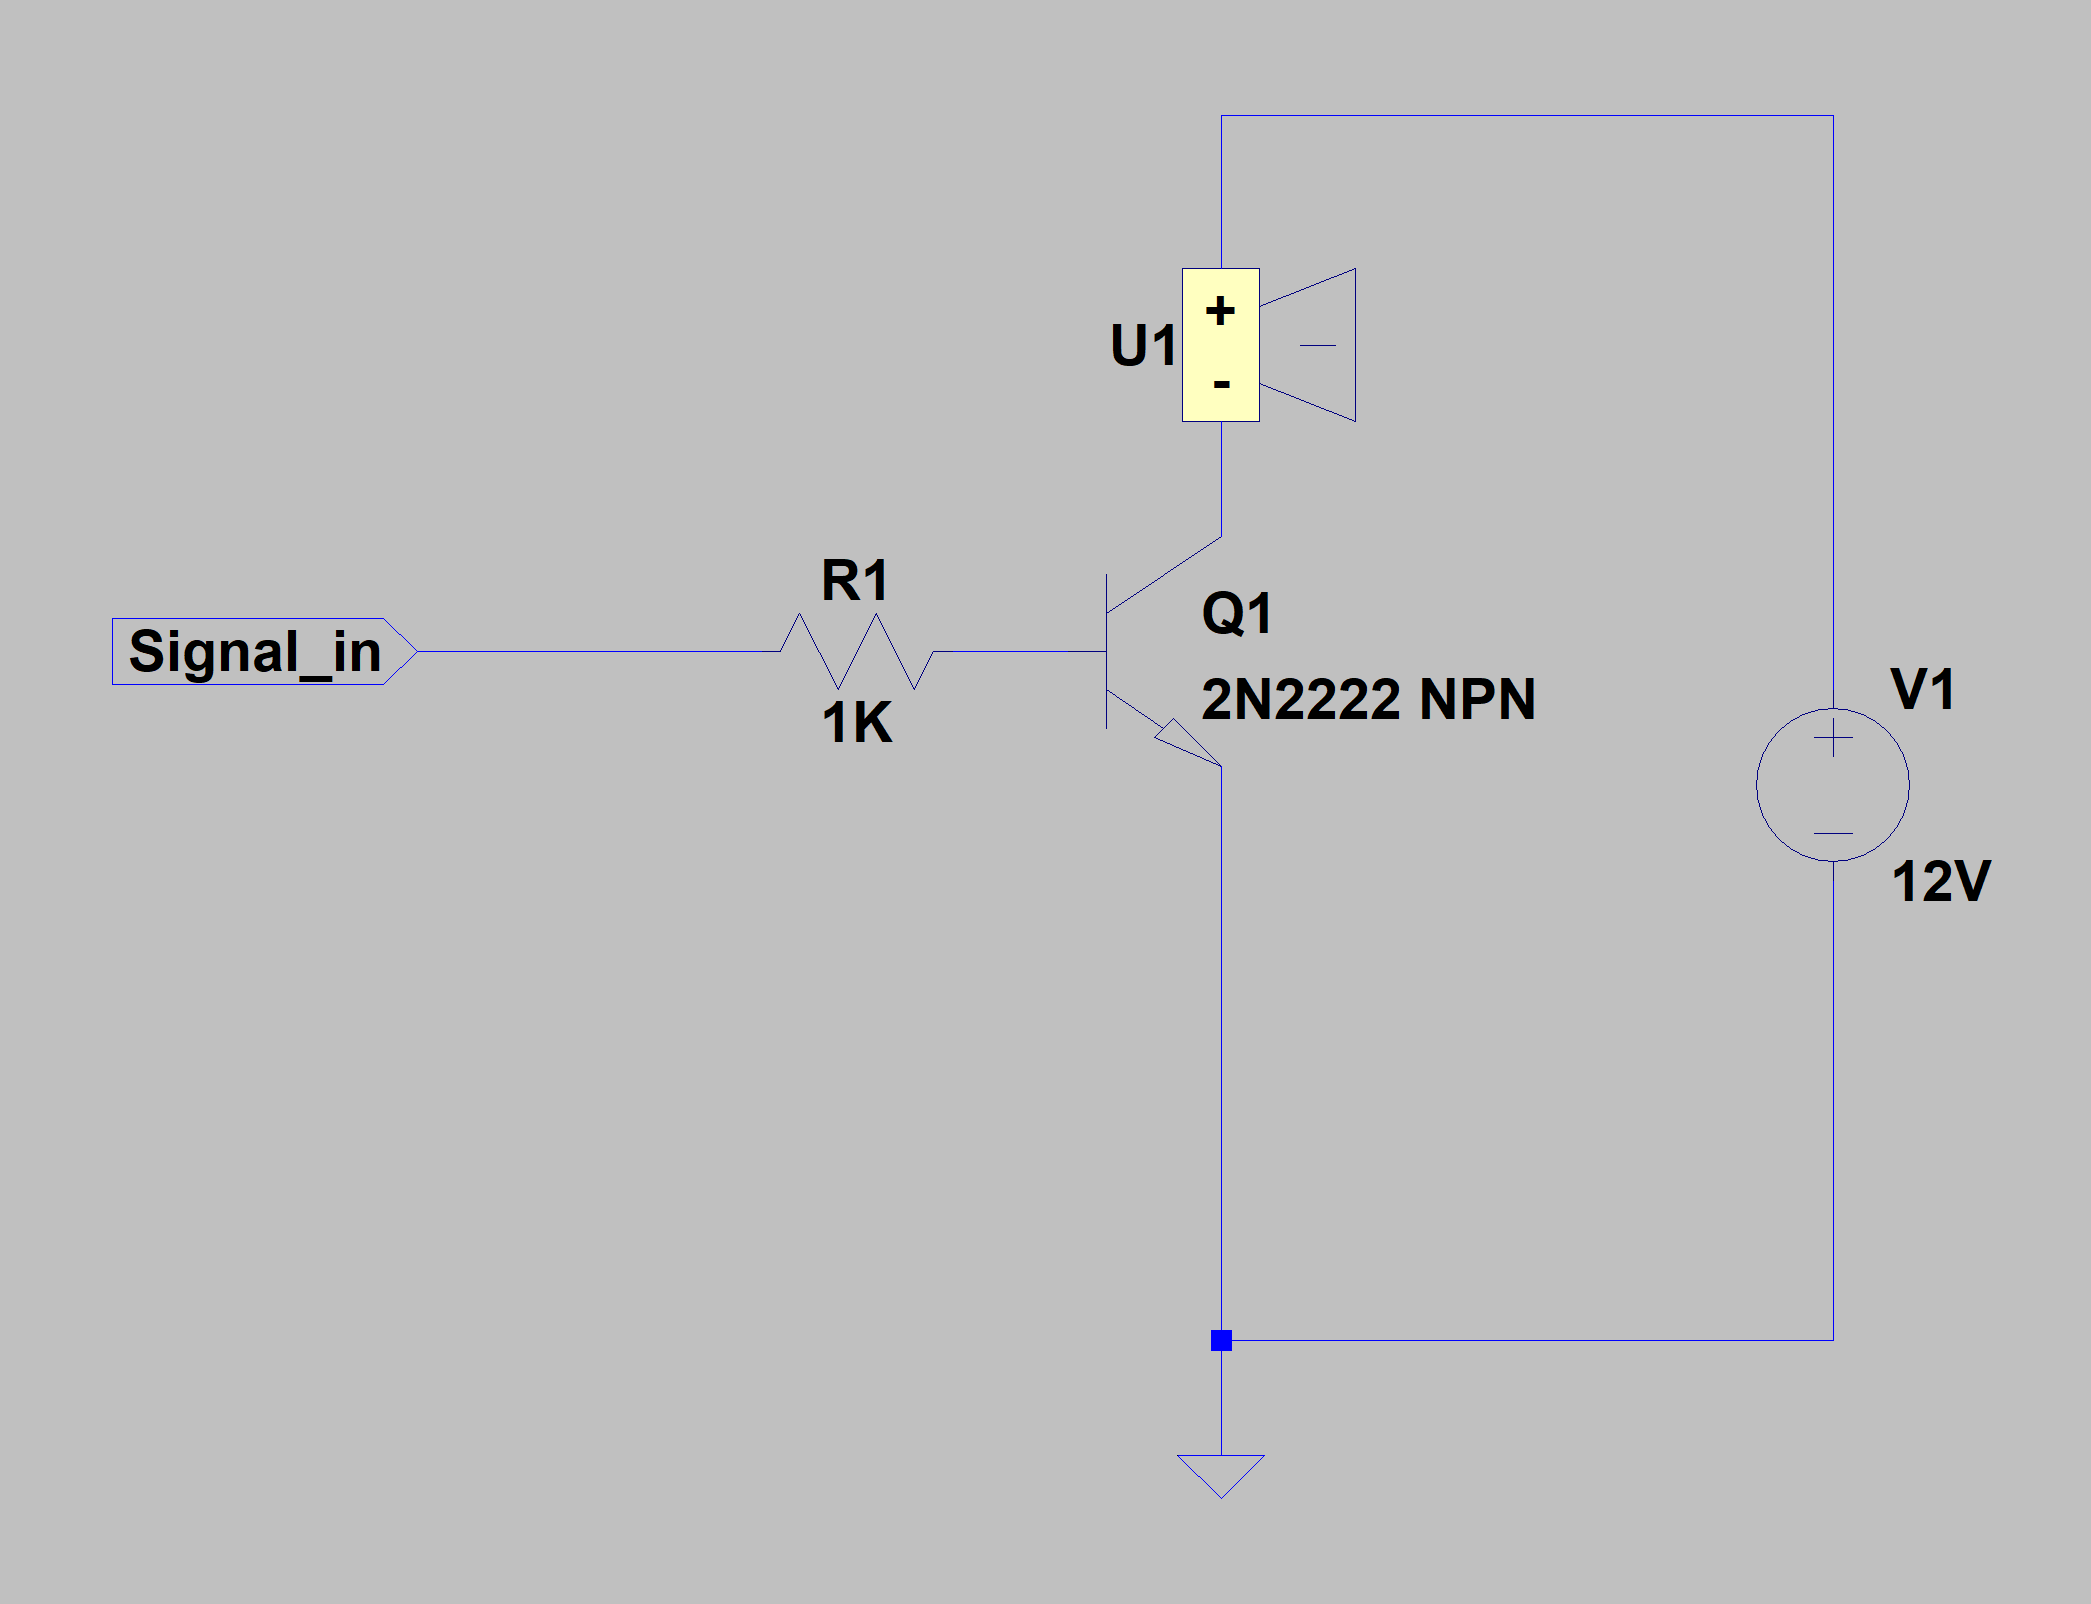 +
U1
-
R1
Signal_in
1K
Q1
2N2222 NPN
V1
12V